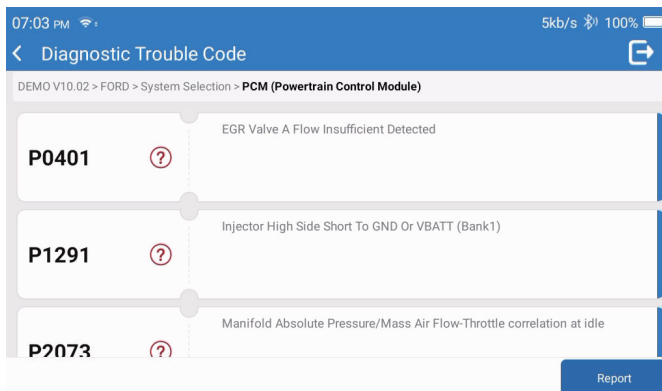 07:03 PM 5kb/s 100%
Diagnostic Trouble Code
DEMO V10.02 > FORD > System Selection > PCM (Powertrain Control Module)
EGR Valve A Flow Insufficient Detected
P0401 ?
Injector High Side Short To GND Or VBATT (Bank1)
P1291 ?
Manifold Absolute Pressure/Mass Air Flow-Throttle correlation at idle
P2073 ?
Report